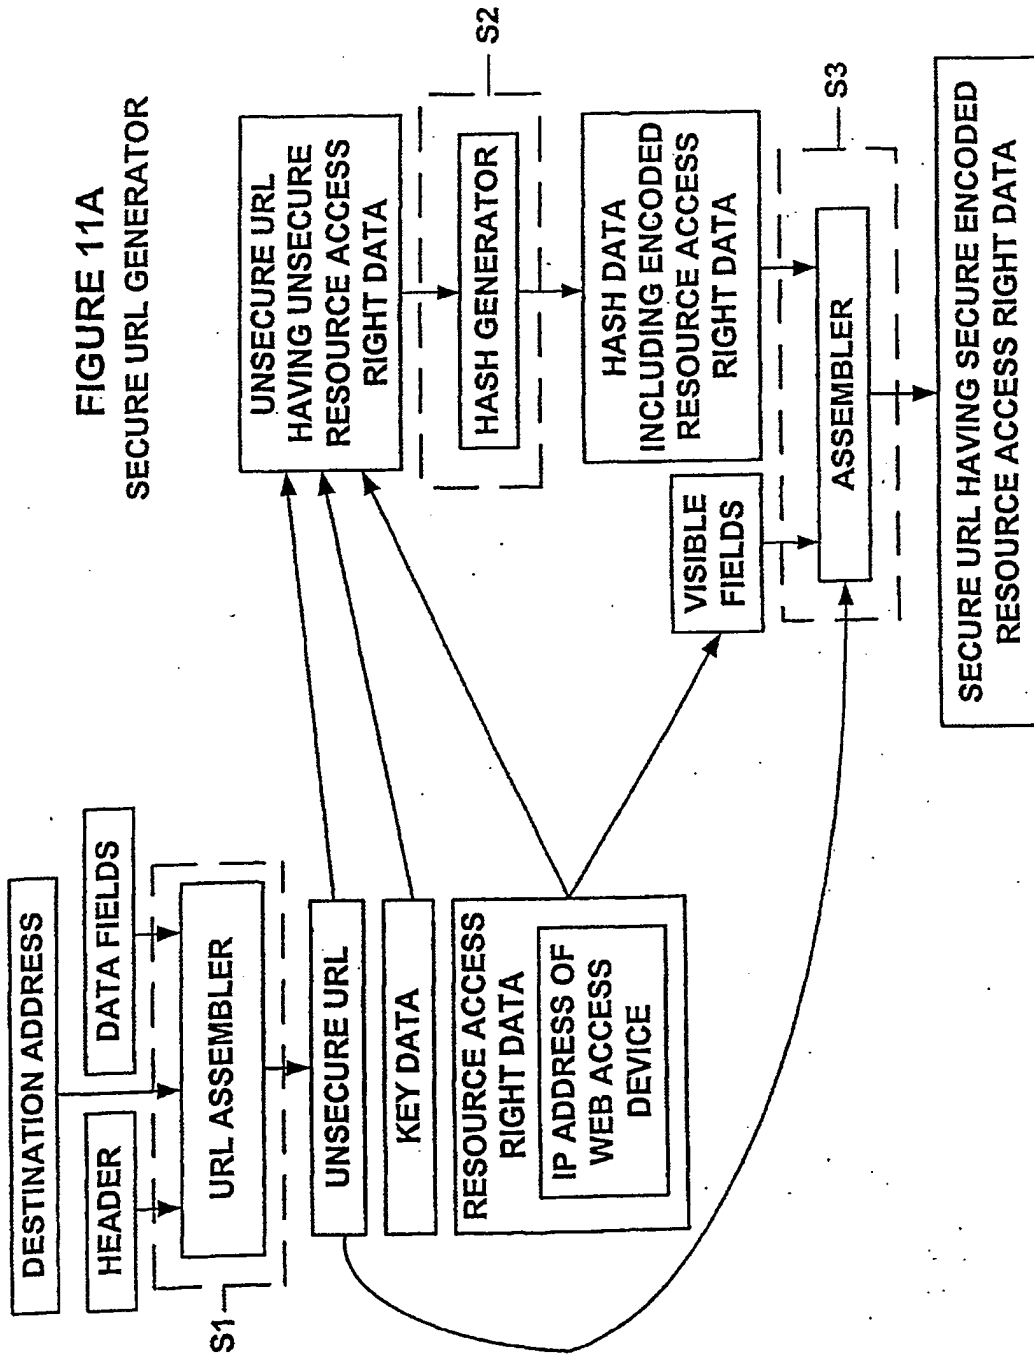 FIGURE 11A
SECURE URL GENERATOR
DESTINATION ADDRESS
HEADER
DATA FIELDS
URL ASSEMBLER
S1
UNSECURE URL
KEY DATA
RESOURCE ACCESS
RIGHT DATA
IP ADDRESS OF
WEB ACCESS
DEVICE
UNSECURE URL
HAVING UNSECURE
RESOURCE ACCESS
RIGHT DATA
HASH GENERATOR
S2
HASH DATA
INCLUDING ENCODED
RESOURCE ACCESS
RIGHT DATA
VISIBLE
FIELDS
ASSEMBLER
S3
SECURE URL HAVING SECURE ENCODED
RESOURCE ACCESS RIGHT DATA